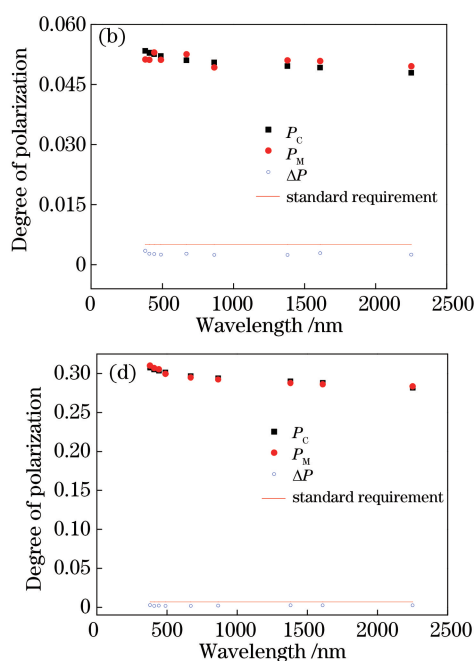 (b)
0.060
0.045
0.030
0.015
0
Degree of polarization
P_C
P_M
ΔP
standard requirement
0 500 1000 1500 2000 2500
Wavelength /nm
(d)
0.30
0.25
0.20
0.15
0.10
0.05
0
Degree of polarization
P_C
P_M
ΔP
standard requirement
0 500 1000 1500 2000 2500
Wavelength /nm